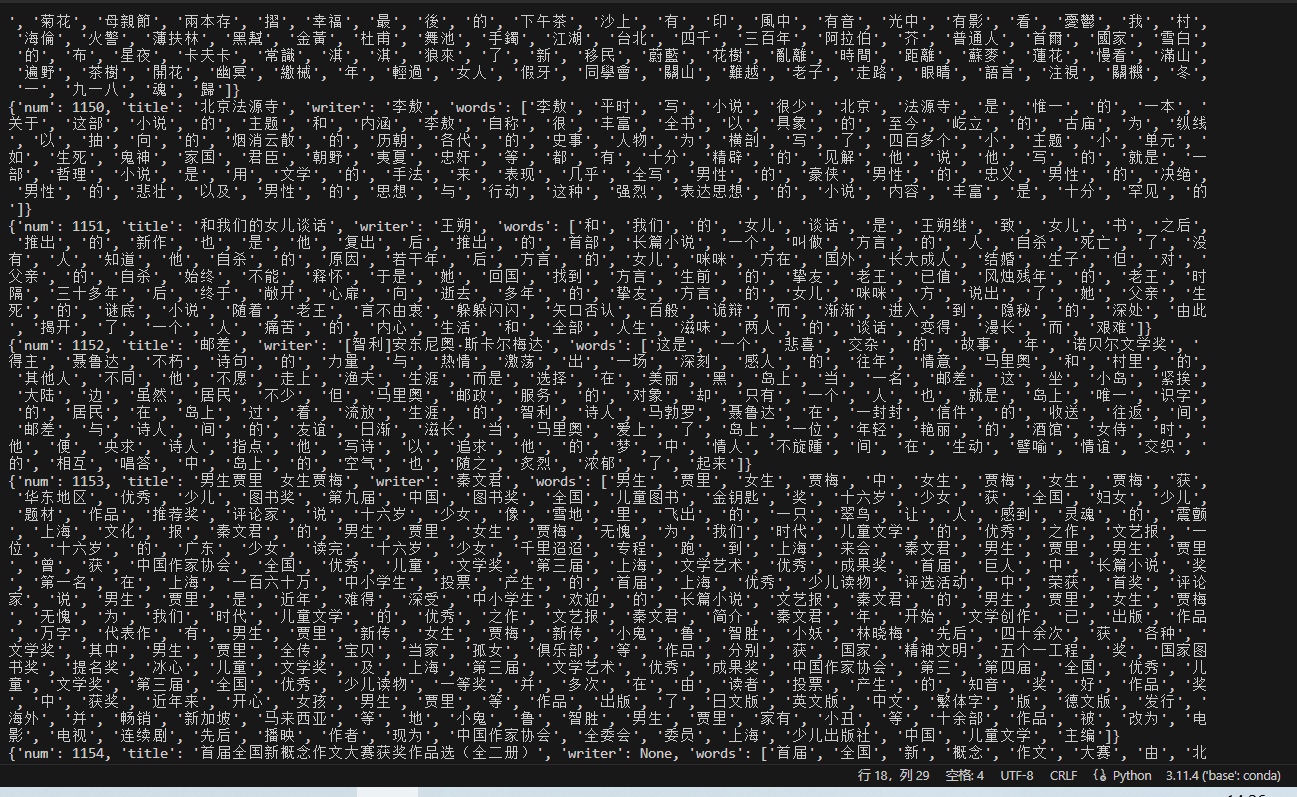 ', '菊花', '母親節', '兩本存', '摺', '幸福', '最', '後', '的', '下午茶', '沙上', '有', '印', '風中', '有音', '光中', '有影', '看', '憂鬱', '我', '村',
'海倫', '火警', '薄扶林', '黑幫', '金黃', '杜甫', '舞池', '手鐲', '江湖', '台北', '四千', '三百年', '阿拉伯', '芥', '普通人', '首爾', '國家', '雪白',
'的', '布', '星夜', '卡夫卡', '常識', '淇', '淇', '狼來', '了', '新', '移民', '蔚藍', '花樹', '亂離', '時間', '距離', '蘇麥', '蓮花', '慢看', '滿山',
'遍野', '茶樹', '開花', '幽冥', '繳械', '年', '輕過', '女人', '假牙', '同學會', '關山', '難越', '老子', '走路', '眼睛', '語言', '注視', '關機', '冬',
'一', '九一八', '魂', '歸']}
{'num': 1150, 'title': '北京法源寺', 'writer': '李敖', 'words': ['李敖', '平时', '写', '小说', '很少', '北京', '法源寺', '是', '惟一', '的', '一本', '
关于', '这部', '小说', '的', '主题', '和', '内涵', '李敖', '自称', '很', '丰富', '全书', '以', '具象', '的', '至今', '屹立', '的', '古庙', '为', '纵线
', '以', '抽', '向', '的', '烟消云散', '的', '历朝', '各代', '的', '史事', '人物', '为', '横剖', '写', '了', '四百多个', '小', '主题', '小', '单元', '
如', '生死', '鬼神', '家国', '君臣', '朝野', '夷夏', '忠奸', '等', '都', '有', '十分', '精辟', '的', '见解', '他', '说', '他', '写', '的', '就是', '一
部', '哲理', '小说', '是', '用', '文学', '的', '手法', '来', '表现', '几乎', '全写', '男性', '的', '豪侠', '男性', '的', '忠义', '男性', '的', '决绝',
'男性', '的', '悲壮', '以及', '男性', '的', '思想', '与', '行动', '这种', '强烈', '表达思想', '的', '小说', '内容', '丰富', '是', '十分', '罕见', '的
']}
{'num': 1151, 'title': '和我们的女儿谈话', 'writer': '王朔', 'words': ['和', '我们', '的', '女儿', '谈话', '是', '王朔继', '致', '女儿', '书', '之后',
'推出', '的', '新作', '也', '是', '他', '复出', '后', '推出', '的', '首部', '长篇小说', '一个', '叫做', '方言', '的', '人', '自杀', '死亡', '了', '没
有', '人', '知道', '他', '自杀', '的', '原因', '若干年', '后', '方言', '的', '女儿', '咪咪', '方在', '国外', '长大成人', '结婚', '生子', '但', '对',
'父亲', '的', '自杀', '始终', '不能', '释怀', '于是', '她', '回国', '找到', '方言', '生前', '的', '挚友', '老王', '已值', '风烛残年', '的', '老王', '时
隔', '三十多年', '后', '终于', '敞开', '心扉', '向', '逝去', '多年', '的', '挚友', '方言', '的', '女儿', '咪咪', '方', '说出', '了', '她', '父亲', '生
死', '的', '谜底', '小说', '随着', '老王', '言不由衷', '躲躲闪闪', '矢口否认', '百般', '诡辩', '而', '渐渐', '进入', '到', '隐秘', '的', '深处', '由此
', '揭开', '了', '一个', '人', '痛苦', '的', '内心', '生活', '和', '全部', '人生', '滋味', '两人', '的', '谈话', '变得', '漫长', '而', '艰难']}
{'num': 1152, 'title': '邮差', 'writer': '[智利]安东尼奥·斯卡尔梅达', 'words': ['这是', '一个', '悲喜', '交杂', '的', '故事', '年', '诺贝尔文学奖', '
得主', '聂鲁达', '不朽', '诗句', '的', '力量', '与', '热情', '激荡', '出', '一场', '深刻', '感人', '的', '往年', '情意', '马里奥', '和', '村里', '的',
'其他人', '不同', '他', '不愿', '走上', '渔夫', '生涯', '而是', '选择', '在', '美丽', '黑', '岛上', '当', '一名', '邮差', '这', '坐', '小岛', '紧挨',
'大陆', '边', '虽然', '居民', '不少', '但', '马里奥', '邮政', '服务', '的', '对象', '却', '只有', '一个', '人', '也', '就是', '岛上', '唯一', '识字',
'的', '居民', '在', '岛上', '过', '着', '流放', '生涯', '的', '智利', '诗人', '马勃罗', '聂鲁达', '在', '一封封', '信件', '的', '收送', '往返', '间',
'邮差', '与', '诗人', '间', '的', '友谊', '日渐', '滋长', '当', '马里奥', '爱上', '了', '岛上', '一位', '年轻', '艳丽', '的', '酒馆', '女侍', '时', '
他', '便', '央求', '诗人', '指点', '他', '写诗', '以', '追求', '他', '的', '梦', '中', '情人', '不旋踵', '间', '在', '生动', '譬喻', '情谊', '交织', '
的', '相互', '唱答', '中', '岛上', '的', '空气', '也', '随之', '炙烈', '浓郁', '了', '起来']}
{'num': 1153, 'title': '男生贾里 女生贾梅', 'writer': '秦文君', 'words': ['男生', '贾里', '女生', '贾梅', '中', '女生', '贾梅', '女生', '贾梅', '获',
'华东地区', '优秀', '少儿', '图书奖', '第九届', '中国', '图书奖', '全国', '儿童图书', '金钥匙', '奖', '十六岁', '少女', '获', '全国', '妇女', '少儿',
'题材', '作品', '推荐奖', '评论家', '说', '十六岁', '少女', '像', '雪地', '里', '飞出', '的', '一只', '翠鸟', '让', '人', '感到', '灵魂', '的', '震颤
', '上海', '文化', '报', '秦文君', '的', '男生', '贾里', '女生', '贾梅', '无愧', '为', '我们', '时代', '儿童文学', '的', '优秀', '之作', '文艺报', '一
位', '十六岁', '的', '广东', '少女', '读完', '十六岁', '少女', '千里迢迢', '专程', '跑', '到', '上海', '来会', '秦文君', '男生', '贾里', '男生', '贾里
', '曾', '获', '中国作家协会', '全国', '优秀', '儿童', '文学奖', '第三届', '上海', '文学艺术', '优秀', '成果奖', '首届', '巨人', '中', '长篇小说', '奖
', '第一名', '在', '上海', '一百六十万', '中小学生', '投票', '产生', '的', '首届', '上海', '优秀', '少儿读物', '评选活动', '中', '荣获', '首奖', '评论
家', '说', '男生', '贾里', '是', '近年', '难得', '深受', '中小学生', '欢迎', '的', '长篇小说', '文艺报', '秦文君', '的', '男生', '贾里', '女生', '贾梅
', '无愧', '为', '我们', '时代', '儿童文学', '的', '优秀', '之作', '文艺报', '秦文君', '简介', '秦文君', '年', '开始', '文学创作', '已', '出版', '作品
', '万字', '代表作', '有', '男生', '贾里', '新传', '女生', '贾梅', '新传', '小鬼', '鲁', '智胜', '小妖', '林晓梅', '先后', '四十余次', '获', '各种', '
文学奖', '其中', '男生', '贾里', '全传', '宝贝', '当家', '孤女', '俱乐部', '等', '作品', '分别', '获', '国家', '精神文明', '五个一工程', '奖', '国家图
书奖', '提名奖', '冰心', '儿童', '文学奖', '及', '上海', '第三届', '文学艺术', '优秀', '成果奖', '中国作家协会', '第三', '第四届', '全国', '优秀', '儿
童', '文学奖', '第三届', '全国', '优秀', '少儿读物', '一等奖', '并', '多次', '在', '由', '读者', '投票', '产生', '的', '知音', '奖', '好', '作品', '奖
', '中', '获奖', '近年来', '开心', '女孩', '男生', '贾里', '等', '作品', '出版', '了', '日文版', '英文版', '中文', '繁体字', '版', '德文版', '发行', '
海外', '并', '畅销', '新加坡', '马来西亚', '等', '地', '小鬼', '鲁', '智胜', '男生', '贾里', '家有', '小丑', '等', '十余部', '作品', '被', '改为', '电
影', '电视', '连续剧', '先后', '播映', '作者', '现为', '中国作家协会', '全委会', '委员', '上海', '少儿出版社', '中国', '儿童文学', '主编']}
{'num': 1154, 'title': '首届全国新概念作文大赛获奖作品选（全二册）', 'writer': None, 'words': ['首届', '全国', '新', '概念', '作文', '大赛', '由', '北
行 18，列 29 空格: 4 UTF-8 CRLF Python 3.11.4 ('base': conda)